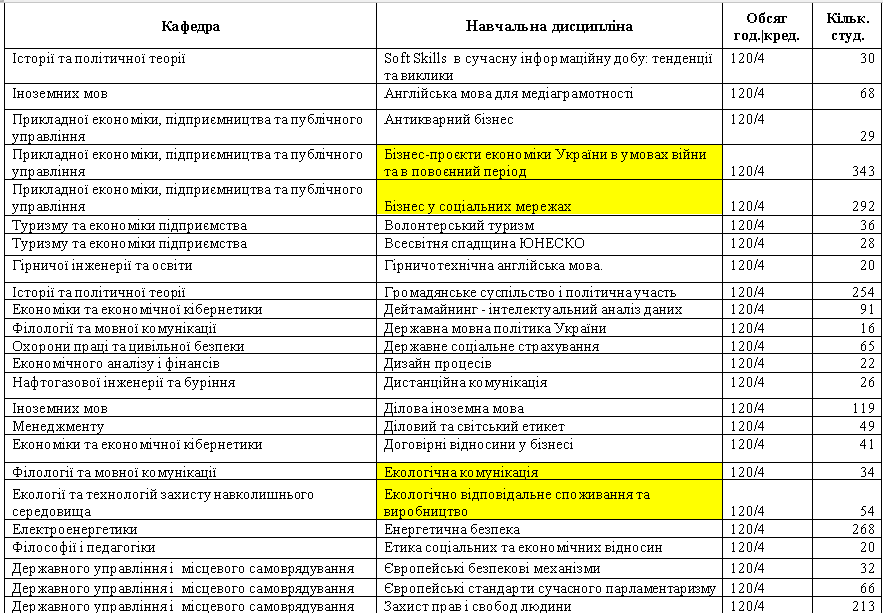 Кафедра Навчальна дисципліна Обсяг год.|кред. Кільк. студ.
Історії та політичної теорії Soft Skills в сучасну інформаційну добу: тенденції 120/4 30
та виклики
Іноземних мов Англійська мова для медіаграмотності 120/4 68
Прикладної економіки, підприємництва та публічного Антикварний бізнес 120/4
управління 29
Прикладної економіки, підприємництва та публічного Бізнес-проєкти економіки України в умовах війни
управління та в повоєнний період 120/4 343
Прикладної економіки, підприємництва та публічного
управління Бізнес у соціальних мережах 120/4 292
Туризму та економіки підприємства Волонтерський туризм 120/4 36
Туризму та економіки підприємства Всесвітня спадщина ЮНЕСКО 120/4 28
Гірничої інженерії та освіти Гірничотехнічна англійська мова. 120/4 20
Історії та політичної теорії Громадянське суспільство і політична участь 120/4 254
Економіки та економічної кібернетики Дейтамайнинг - інтелектуальний аналіз даних 120/4 91
Філології та мовної комунікації Державна мовна політика України 120/4 16
Охорони праці та цивільної безпеки Державне соціальне страхування 120/4 65
Економічного аналізу і фінансів Дизайн процесів 120/4 22
Нафтогазової інженерії та буріння Дистанційна комунікація 120/4 26
Іноземних мов Ділова іноземна мова 120/4 119
Менеджменту Діловий та світський етикет 120/4 49
Економіки та економічної кібернетики Договірні відносини у бізнесі 120/4 41
Філології та мовної комунікації Екологічна комунікація 120/4 34
Екології та технологій захисту навколишнього Екологічно відповідальне споживання та
середовища виробництво 120/4 54
Електроенергетики Енергетична безпека 120/4 268
Філософії і педагогіки Етика соціальних та економічних відносин 120/4 20
Державного управління і місцевого самоврядування Європейські безпекові механізми 120/4 32
Державного управління і місцевого самоврядування Європейські стандарти сучасного парламентаризму 120/4 66
Державного управління і місцевого самоврядування Захист прав і свобод людини 120/4 213